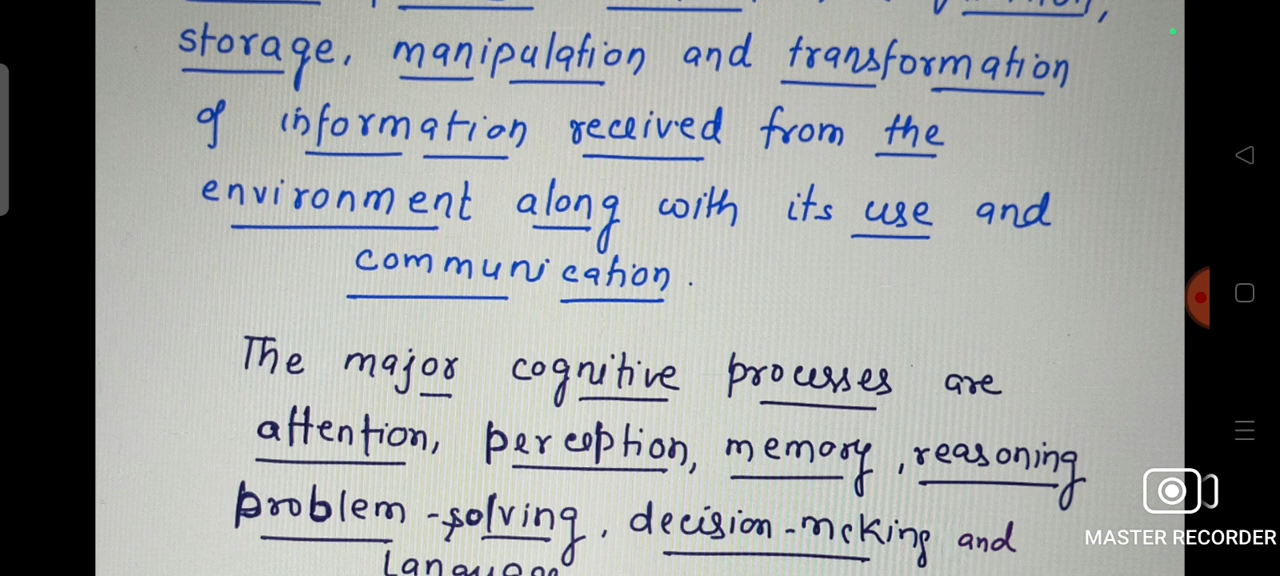 storage, manipulation and transformation
of information received from the
environment along with its use and
communication.
The major cognitive processes are
attention, perception, memory, reasoning
problem-solving, decision-making and
Language
MASTER RECORDER